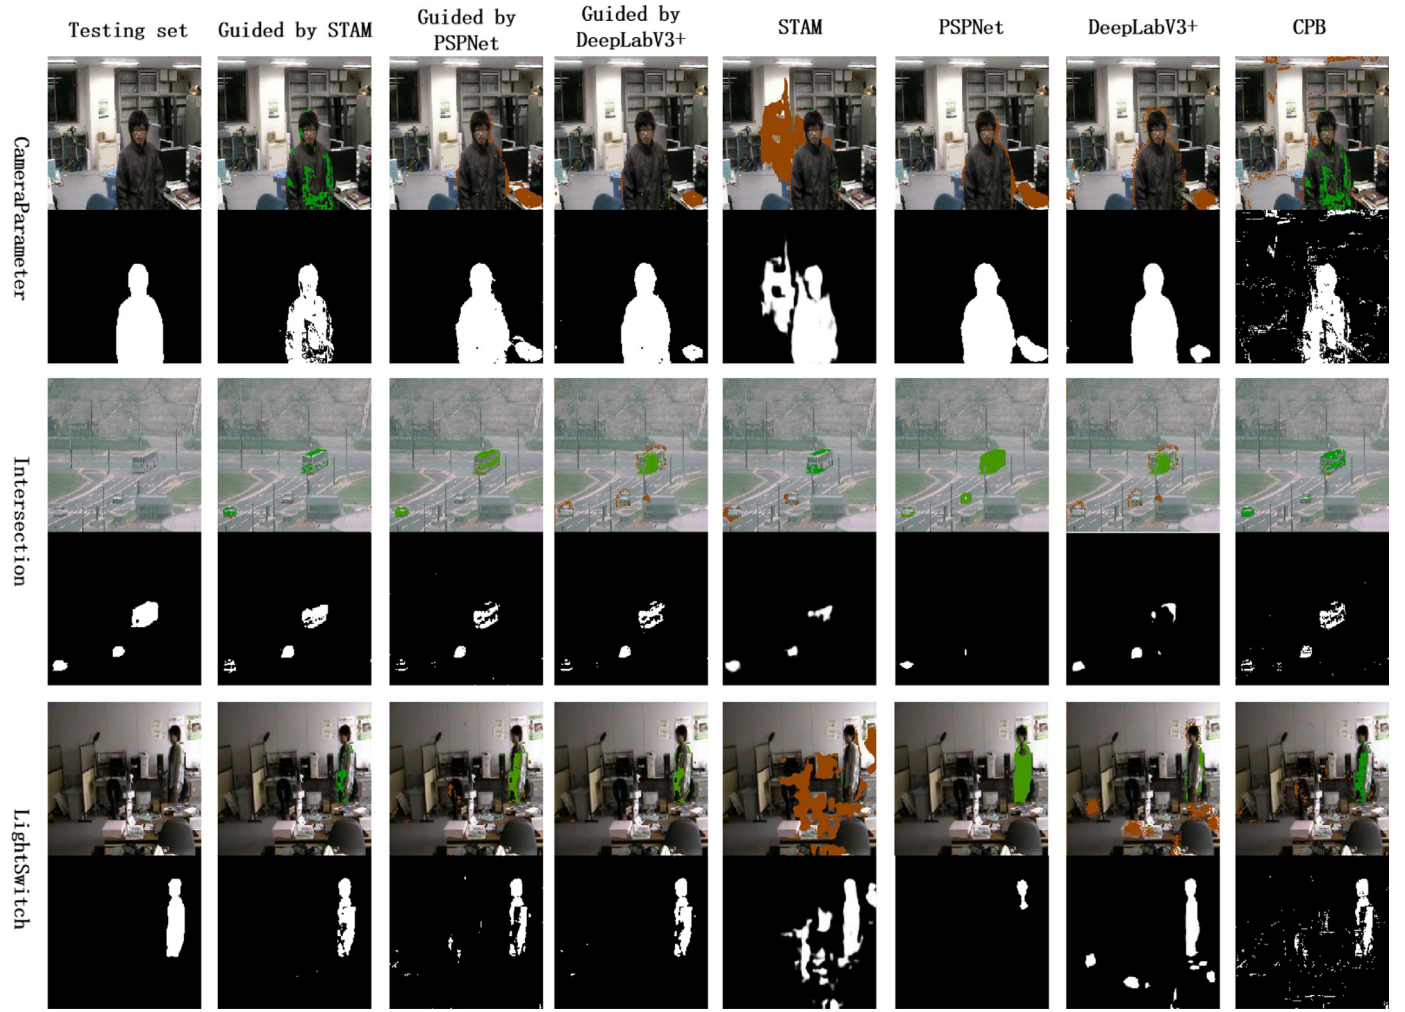 Testing set
Guided by STAM
Guided by
PSPNet
Guided by
DeepLabV3+
STAM
PSPNet
DeepLabV3+
CPB
CameraParameter
Intersection
LightSwitch